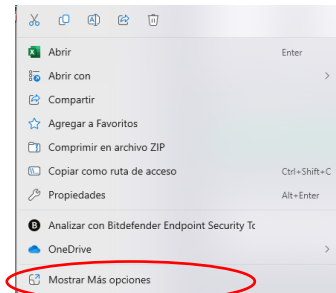 Abrir Enter
Abrir con
Compartir
Agregar a Favoritos
Comprimir en archivo ZIP
Copiar como ruta de acceso Ctrl+Shift+C
Propiedades Alt+Enter
Analizar con Bitdefender Endpoint Security Tc
OneDrive
Mostrar Más opciones